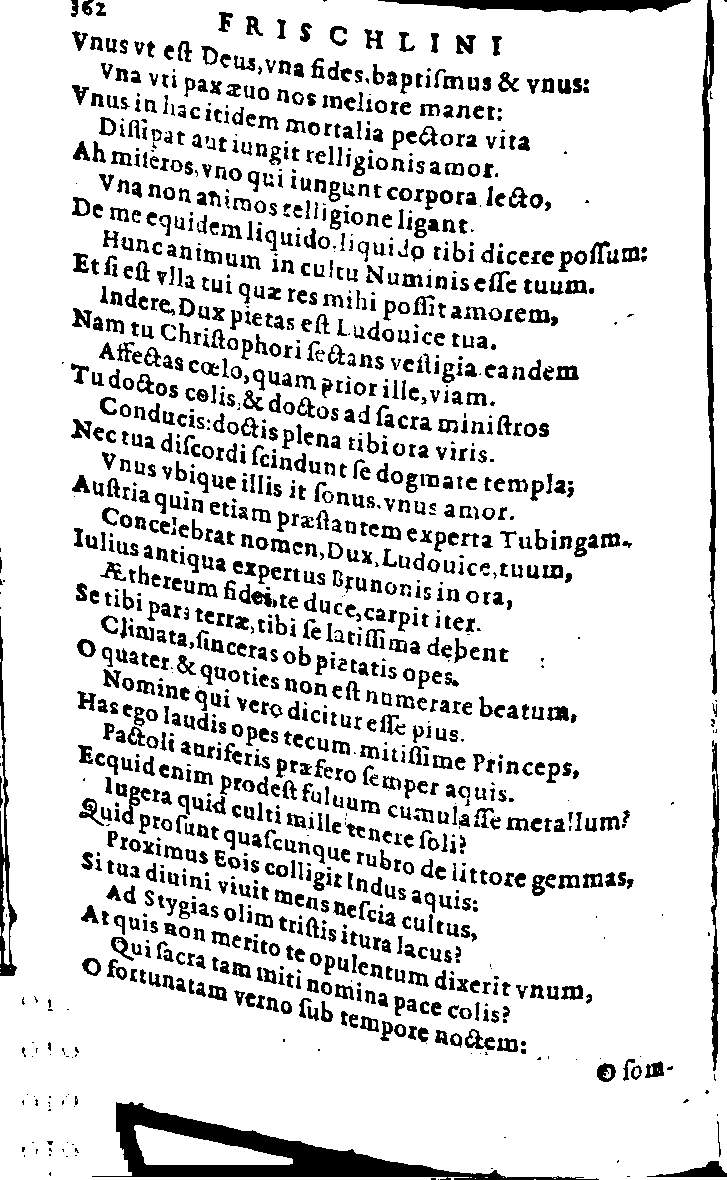 362
FRISCHLINI
Vnus vt eſt Deus, vna fides, baptiſmus & vnus:
Vna vti pax æuo nos meliore manet:
Vnus in hac itidem mortalia pectora vita
Diſſipat aut iungit relligionis amor.
Ah miſeros, vno qui iungunt corpora lecto,
Vna non animos relligione ligant.
De me equidem liquido, liquido tibi dicere poſſum:
Hunc animum in cultu Numinis eſſe tuum.
Et ſi eſt vlla tui quæ res mihi poſſit amorem,
Indere, Dux pietas eſt Ludouice tua.
Nam tu Chriſtophori ſectans veſtigia eandem
Affectas cœlo, quam prior ille, viam.
Tu doctos colis, & doctos ad ſacra miniſtros
Conducis: doctis plena tibi ora viris.
Nec tua diſcordi ſcindunt ſe dogmate templa;
Vnus vbique illis it ſonus, vnus amor.
Auſtria quin etiam præſtantem experta Tubingam.
Concelebrat nomen, Dux, Ludouice, tuum,
Iulius antiqua expertus Brunonis in ora,
Æthereum fidei, te duce, carpit iter.
Se tibi pars terræ, tibi ſe latiſſima debent
Climata, ſinceras ob pietatis opes.
O quater & quoties non eſt numerare beatum,
Nomine qui vero dicitur eſſe pius.
Has ego laudis opes tecum mitiſſime Princeps,
Pactoli auriferis præfero ſemper aquis.
Ecquid enim prodeſt fuluum cumulaſſe metallum?
Iugera quid culti mille tenere ſoli?
Quid proſunt quaſcunque rubro de littore gemmas,
Proximus Eois colligit Indus aquis:
Si tua diuini viuit mens neſcia cultus,
Ad Stygias olim triſtis itura lacus?
At quis non merito te opulentum dixerit vnum,
Qui ſacra tam miti nomina pace colis?
O fortunatam verno ſub tempore noctem:
O ſom-